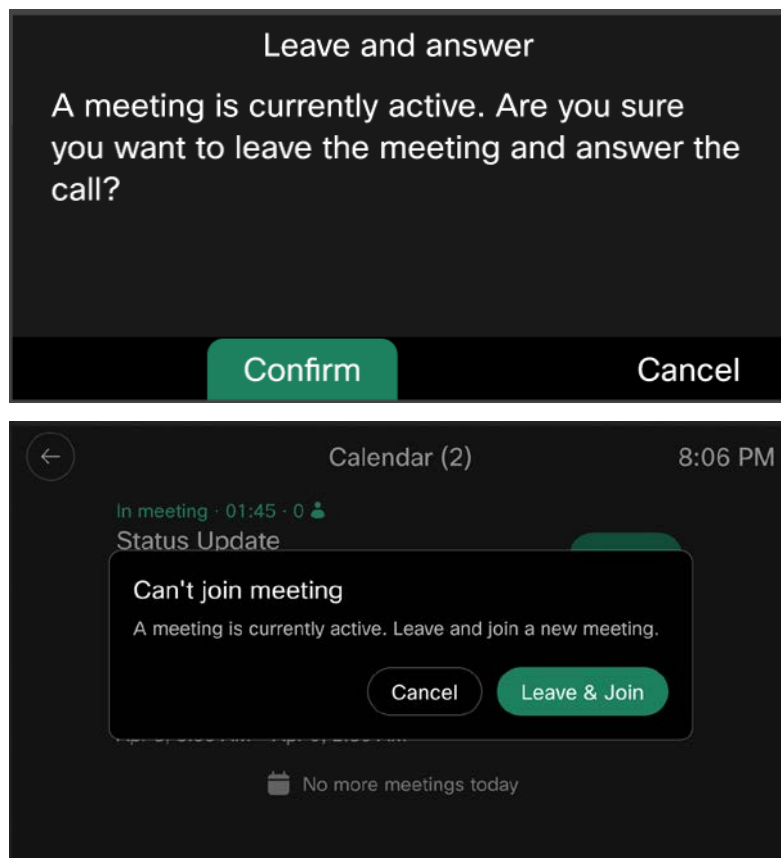 Leave and answer
A meeting is currently active. Are you sure
you want to leave the meeting and answer the
call?
Confirm Cancel
Calendar (2) 8:06 PM
In meeting · 01:45 · 0
Status Update
Can't join meeting
A meeting is currently active. Leave and join a new meeting.
Cancel Leave & Join
No more meetings today